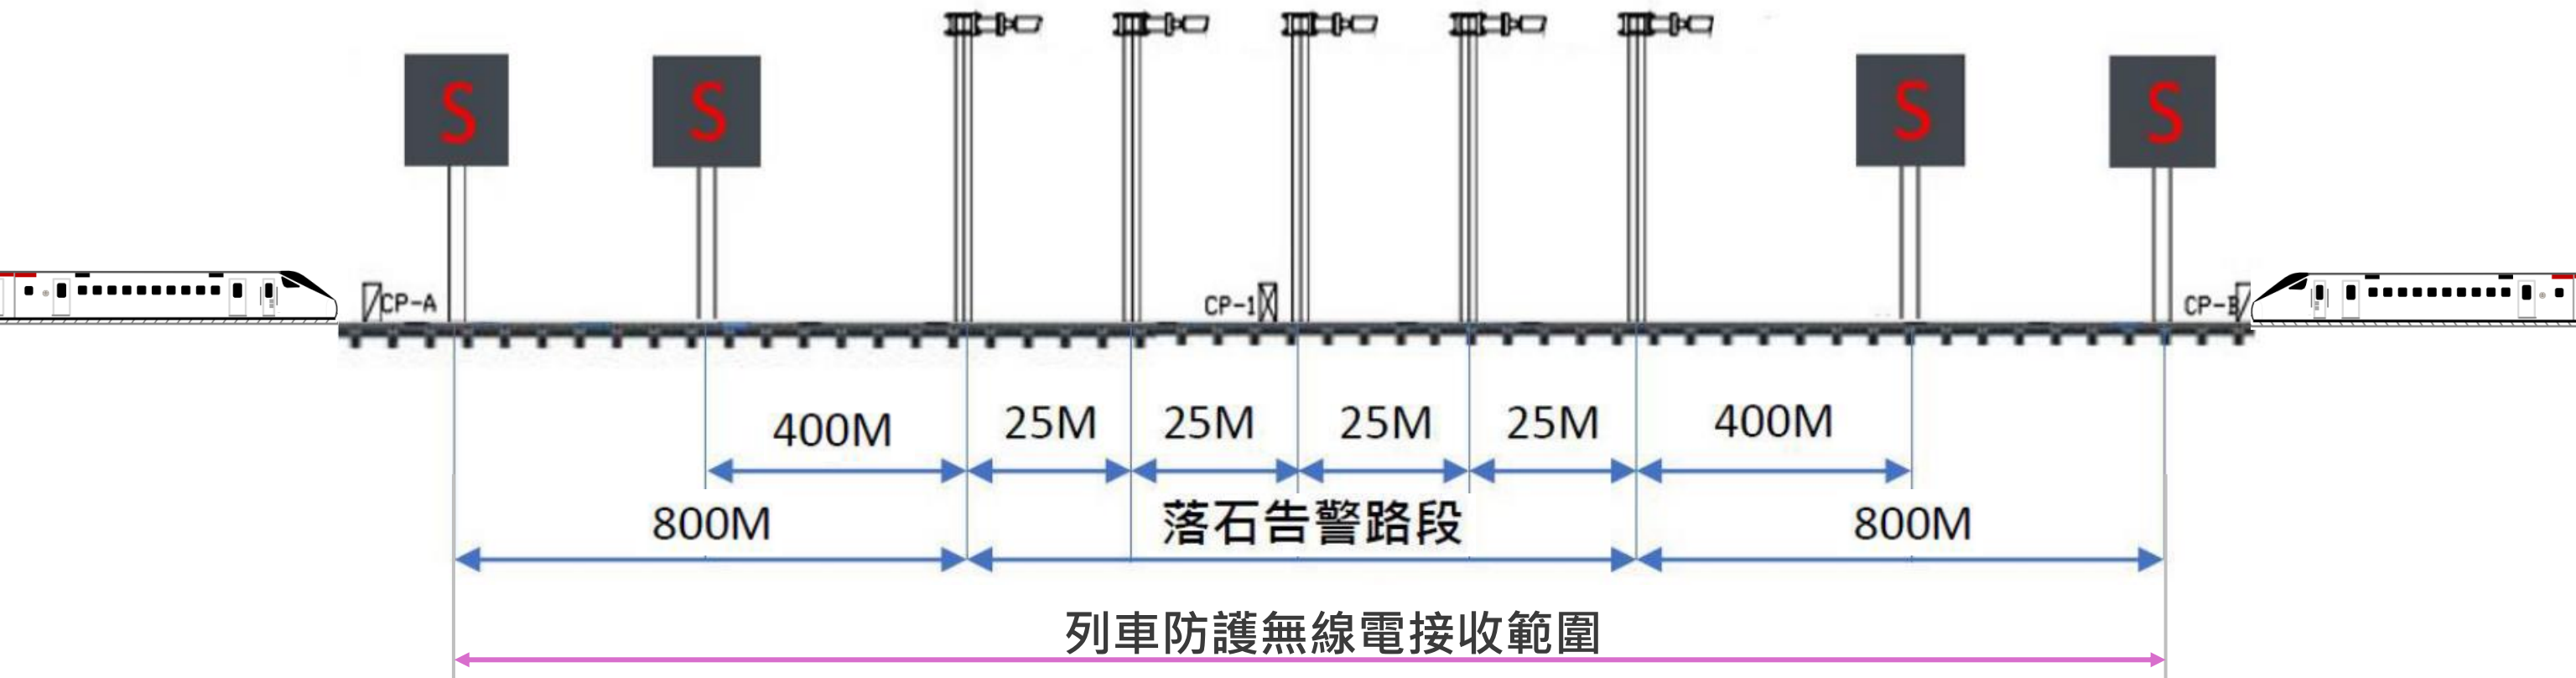 S S S S
CP-A CP-1 CP-B
400M 25M 25M 25M 25M 400M
800M 落石告警路段 800M
列車防護無線電接收範圍